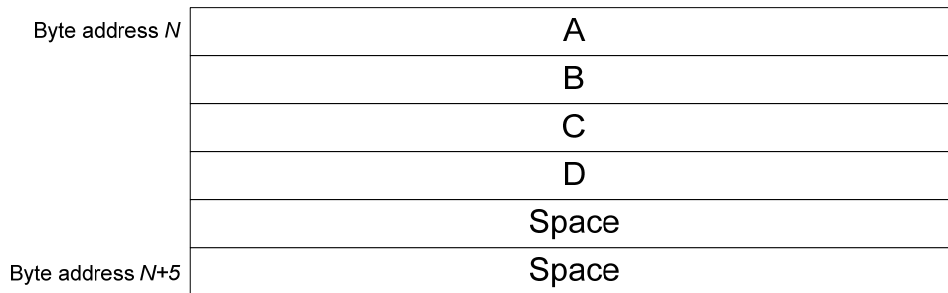 Byte address N A
B
C
D
Space
Byte address N+5 Space